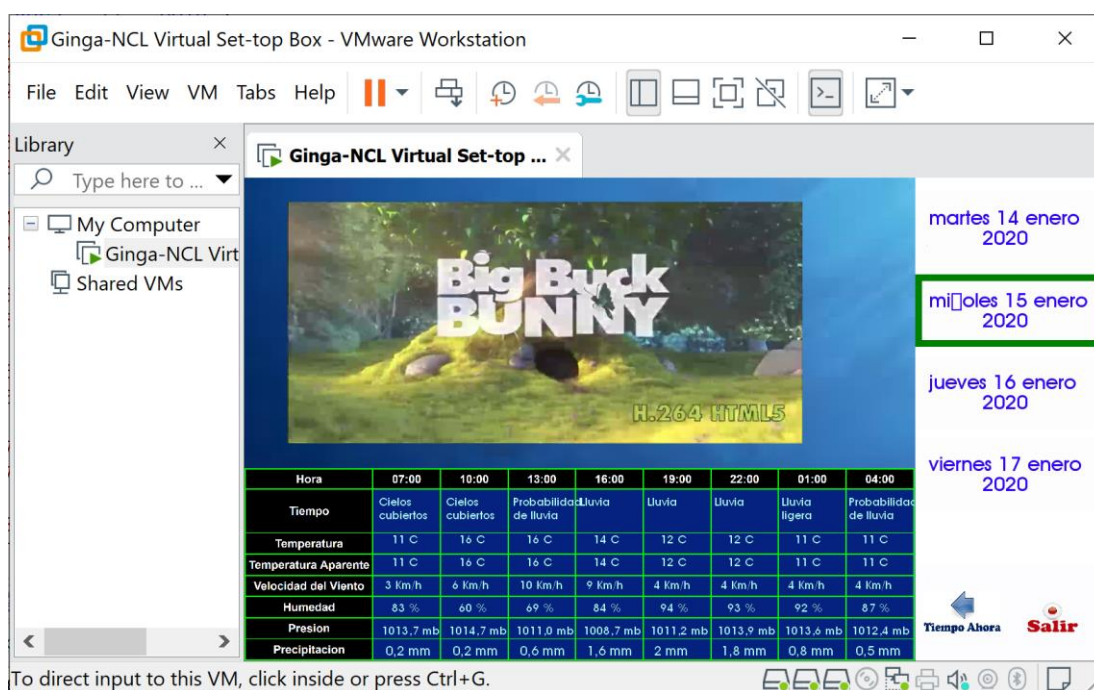 Ginga-NCL Virtual Set-top Box - VMware Workstation
File Edit View VM Tabs Help
Library
Type here to ...
My Computer
Ginga-NCL Virt
Shared VMs
Ginga-NCL Virtual Set-top ...
Big Buck
BUNNY
H.264 HTML5
martes 14 enero
2020
mi▯oles 15 enero
2020
jueves 16 enero
2020
viernes 17 enero
2020
Hora 07:00 10:00 13:00 16:00 19:00 22:00 01:00 04:00
Tiempo Cielos cubiertos Cielos cubiertos Probabilidad de lluvia Lluvia Lluvia Lluvia Lluvia ligera Probabilidad de lluvia
Temperatura 11 C 16 C 16 C 14 C 12 C 12 C 11 C 11 C
Temperatura Aparente 11 C 16 C 16 C 14 C 12 C 12 C 11 C 11 C
Velocidad del Viento 3 Km/h 6 Km/h 10 Km/h 9 Km/h 4 Km/h 4 Km/h 4 Km/h 4 Km/h
Humedad 83 % 60 % 69 % 84 % 94 % 93 % 92 % 87 %
Presion 1013,7 mb 1014,7 mb 1011,0 mb 1008,7 mb 1011,2 mb 1013,9 mb 1013,6 mb 1012,4 mb
Precipitacion 0,2 mm 0,2 mm 0,6 mm 1,6 mm 2 mm 1,8 mm 0,8 mm 0,5 mm
Tiempo Ahora
Salir
To direct input to this VM, click inside or press Ctrl+G.